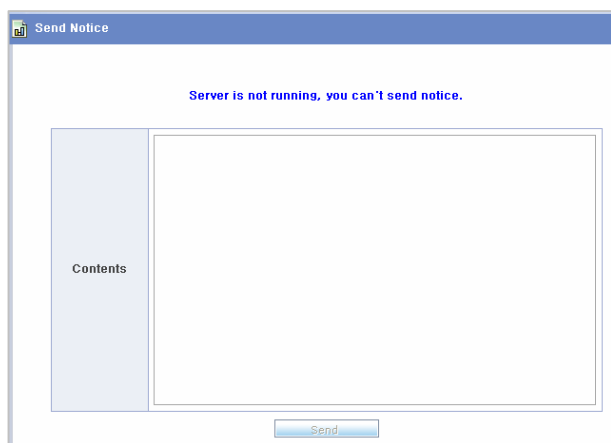 Send Notice
Server is not running, you can't send notice.
Contents
Send